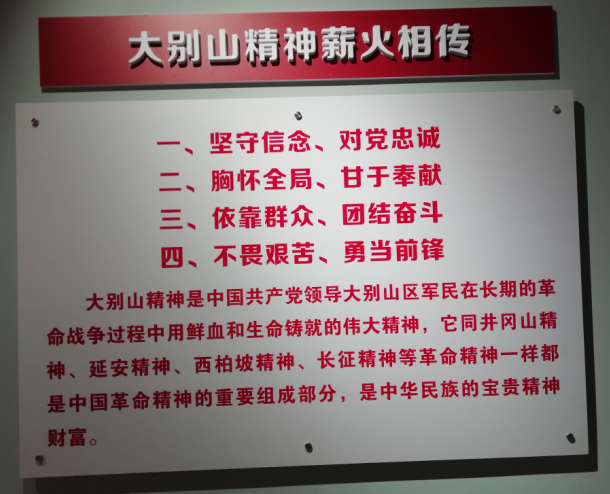 大别山精神薪火相传
一、坚守信念、对党忠诚
二、胸怀全局、甘于奉献
三、依靠群众、团结奋斗
四、不畏艰苦、勇当前锋
大别山精神是中国共产党领导大别山区军民在长期的革
命战争过程中用鲜血和生命铸就的伟大精神，它同井冈山精
神、延安精神、西柏坡精神、长征精神等革命精神一样都
是中国革命精神的重要组成部分，是中华民族的宝贵精神
财富。